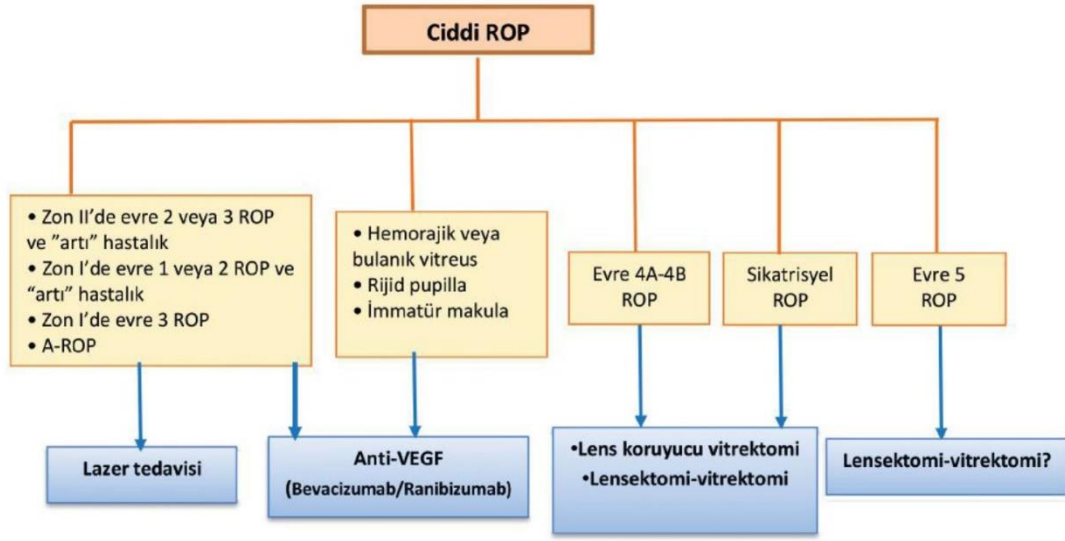 Ciddi ROP
• Zon II’de evre 2 veya 3 ROP
ve ”artı” hastalık
• Zon I’de evre 1 veya 2 ROP ve
“artı” hastalık
• Zon I’de evre 3 ROP
• A-ROP
• Hemorajik veya
bulanık vitreus
• Rijid pupilla
• İmmatür makula
Evre 4A-4B
ROP
Sikatrisyel
ROP
Evre 5
ROP
Lazer tedavisi
Anti-VEGF
(Bevacizumab/Ranibizumab)
•Lens koruyucu vitrektomi
•Lensektomi-vitrektomi
Lensektomi-vitrektomi?